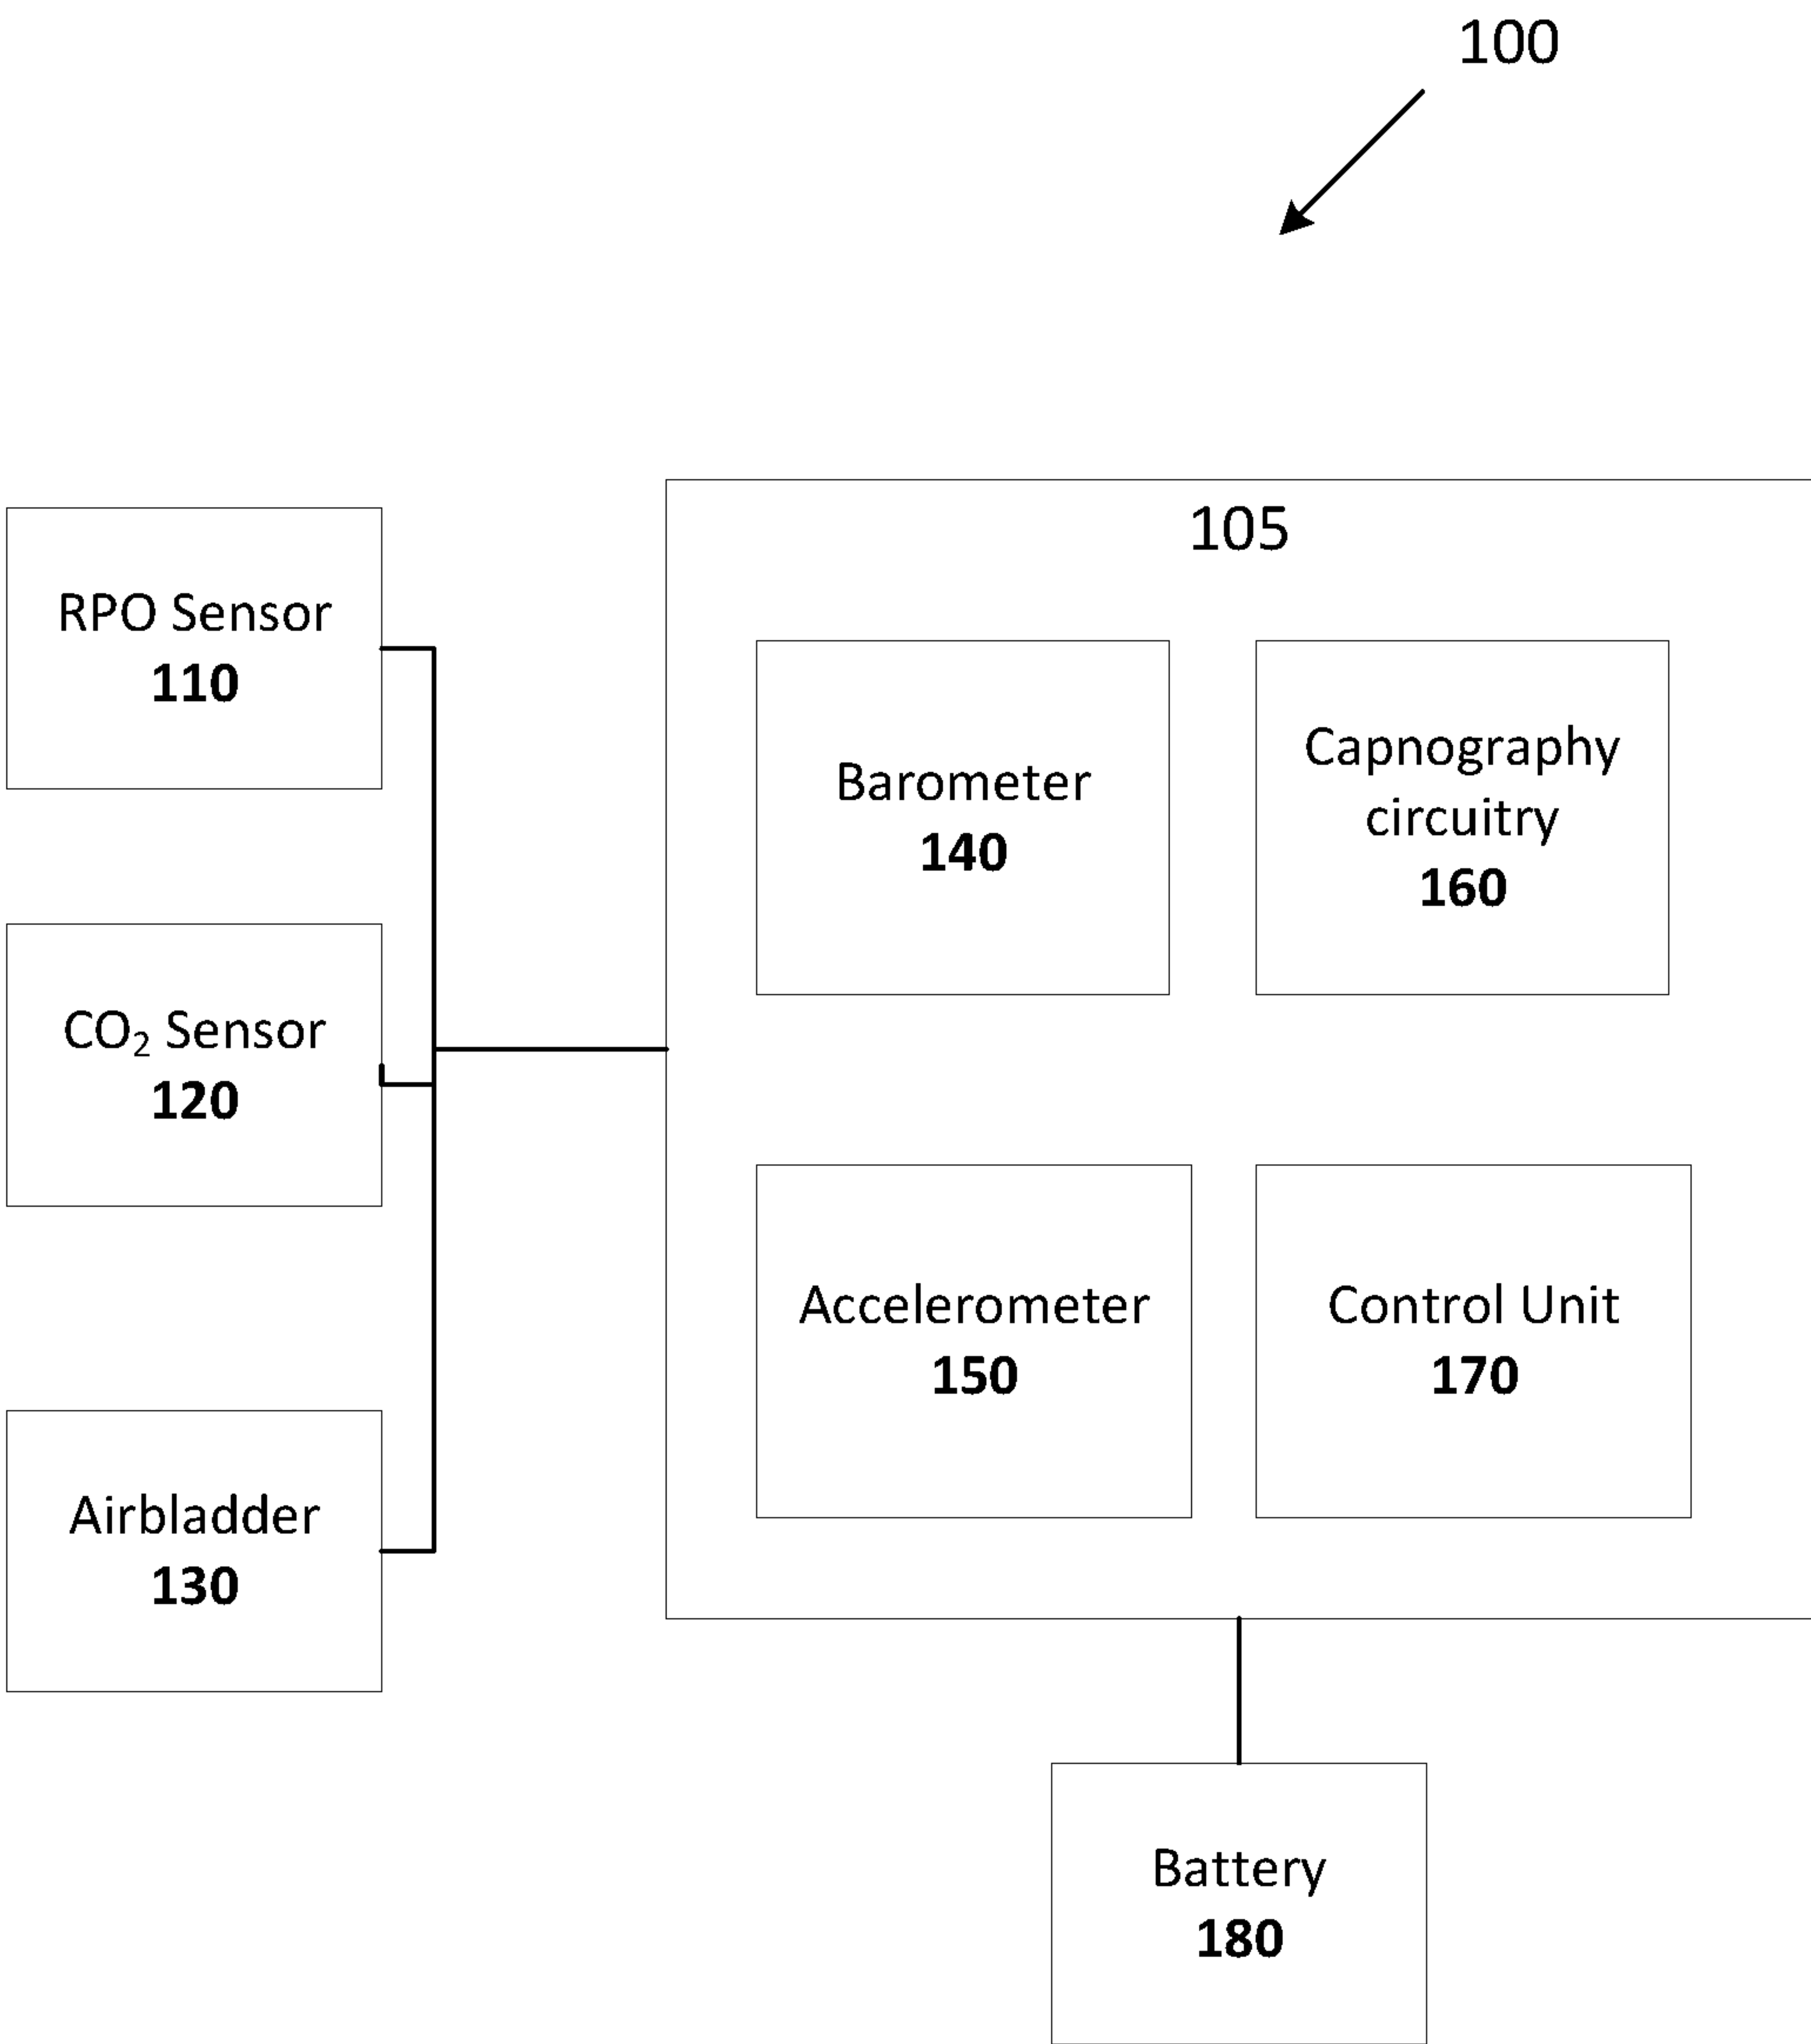 100
105
RPO Sensor
110
Barometer
140
Capnography
circuitry
160
CO₂ Sensor
120
Accelerometer
150
Control Unit
170
Airbladder
130
Battery
180